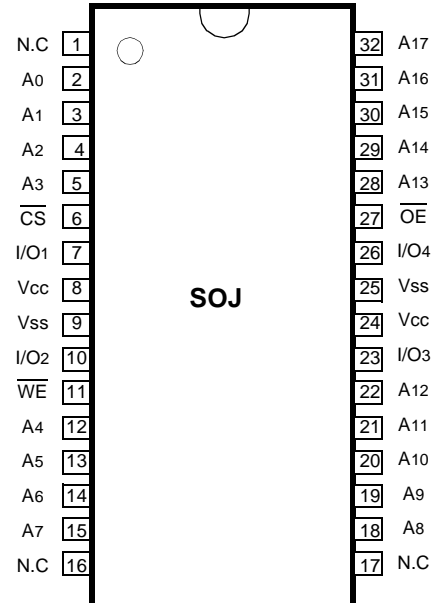 N.C 1 32 A17
A0 2 31 A16
A1 3 30 A15
A2 4 29 A14
A3 5 28 A13
C̅S̅ 6 27 O̅E̅
I/O1 7 26 I/O4
Vcc 8 25 Vss
SOJ
Vss 9 24 Vcc
I/O2 10 23 I/O3
W̅E̅ 11 22 A12
A4 12 21 A11
A5 13 20 A10
A6 14 19 A9
A7 15 18 A8
N.C 16 17 N.C